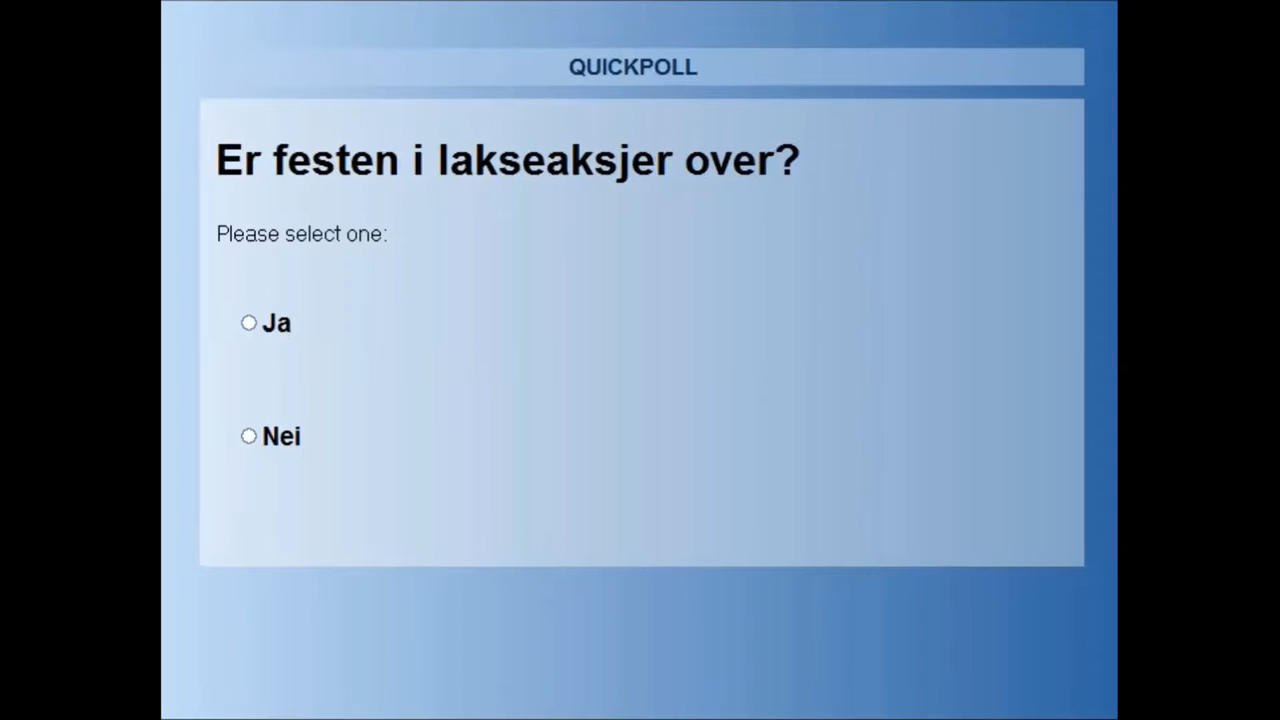 QUICKPOLL
Er festen i lakseaksjer over?
Please select one:
Ja
Nei